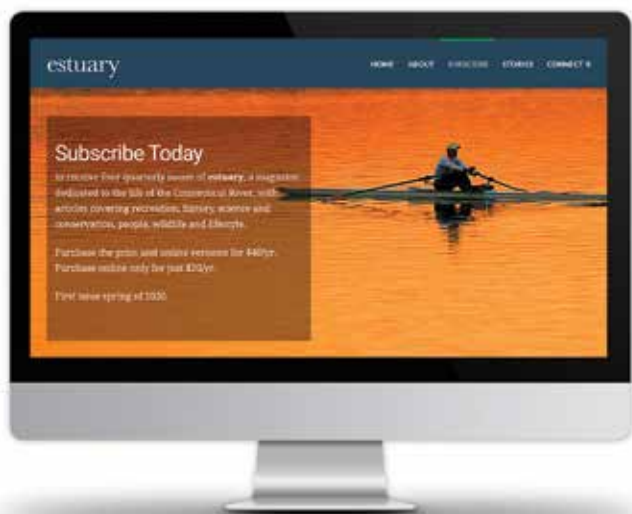 estuary
HOME ABOUT SUBSCRIBE STORIES CONNECT
Subscribe Today
to receive four quarterly issues of estuary, a magazine
dedicated to the life of the Connecticut River, with
articles covering recreation, history, science and
conservation, people, wildlife and lifestyle.
Purchase the print and online versions for $40/yr.
Purchase online only for just $20/yr.
First issue spring of 2020